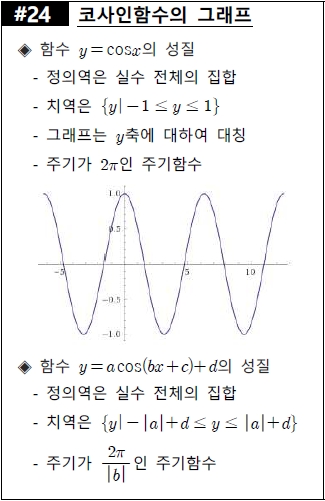 #24 코사인함수의 그래프
◈ 함수 y=cosx의 성질
- 정의역은 실수 전체의 집합
- 치역은 {y|−1≤y≤1}
- 그래프는 y축에 대하여 대칭
- 주기가 2π인 주기함수
1.0
0.5
−5 5 10
−0.5
−1.0
◈ 함수 y=acos(bx+c)+d의 성질
- 정의역은 실수 전체의 집합
- 치역은 {y|−|a|+d≤y≤|a|+d}
- 주기가 2π/|b| 인 주기함수